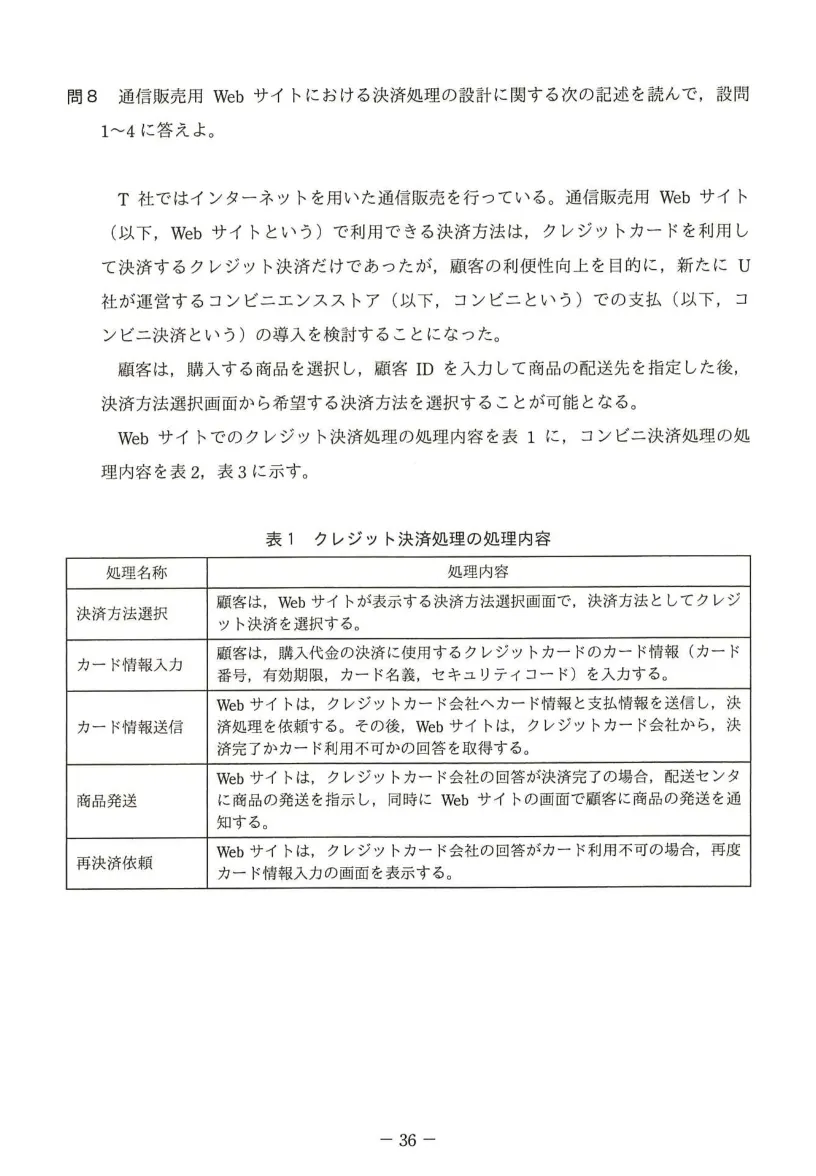 問8 通信販売用 Web サイトにおける決済処理の設計に関する次の記述を読んで，設問
1～4 に答えよ。
T 社ではインターネットを用いた通信販売を行っている。通信販売用 Web サイト
（以下，Web サイトという）で利用できる決済方法は，クレジットカードを利用し
て決済するクレジット決済だけであったが，顧客の利便性向上を目的に，新たに U
社が運営するコンビニエンスストア（以下，コンビニという）での支払（以下，コ
ンビニ決済という）の導入を検討することになった。
顧客は，購入する商品を選択し，顧客 ID を入力して商品の配送先を指定した後，
決済方法選択画面から希望する決済方法を選択することが可能となる。
Web サイトでのクレジット決済処理の処理内容を表 1 に，コンビニ決済処理の処
理内容を表 2，表 3 に示す。
表 1 クレジット決済処理の処理内容
処理名称 処理内容
決済方法選択
顧客は，Web サイトが表示する決済方法選択画面で，決済方法としてクレジ
ット決済を選択する。
カード情報入力
顧客は，購入代金の決済に使用するクレジットカードのカード情報（カード
番号，有効期限，カード名義，セキュリティコード）を入力する。
カード情報送信
Web サイトは，クレジットカード会社へカード情報と支払情報を送信し，決
済処理を依頼する。その後，Web サイトは，クレジットカード会社から，決
済完了かカード利用不可かの回答を取得する。
商品発送
Web サイトは，クレジットカード会社の回答が決済完了の場合，配送センタ
に商品の発送を指示し，同時に Web サイトの画面で顧客に商品の発送を通
知する。
再決済依頼
Web サイトは，クレジットカード会社の回答がカード利用不可の場合，再度
カード情報入力の画面を表示する。
－ 36 －